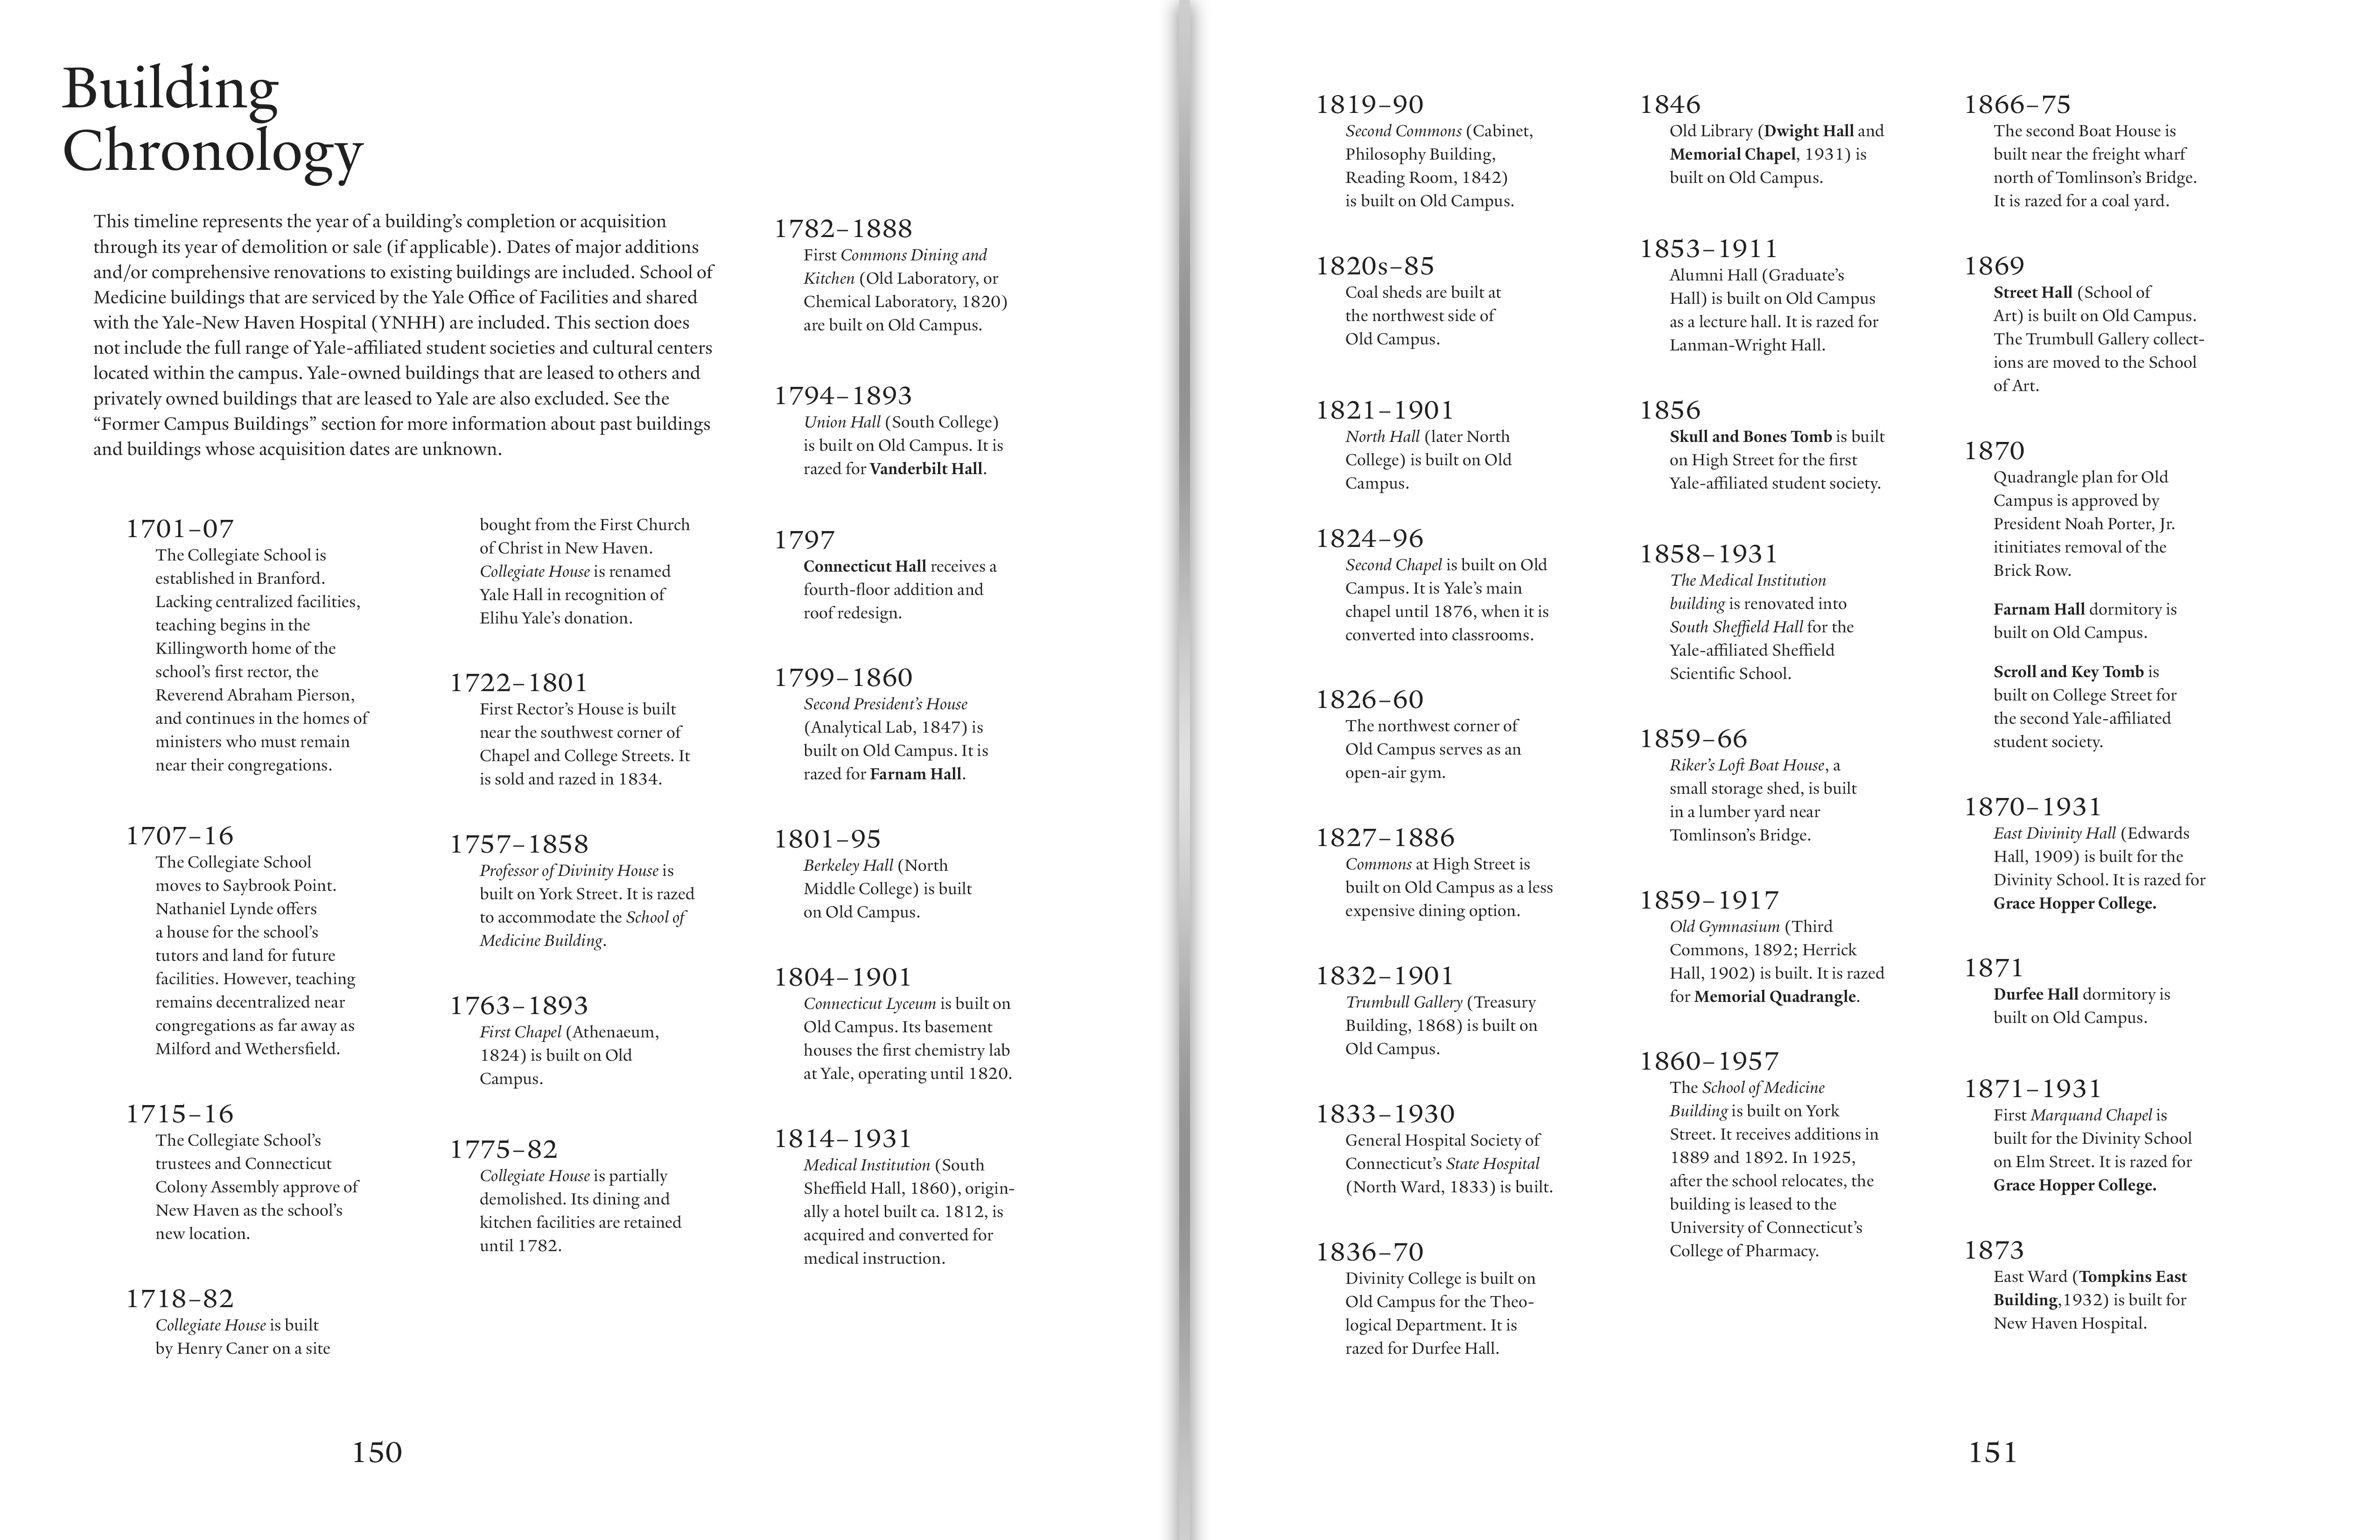 Building
Chronology
This timeline represents the year of a building’s completion or acquisition
through its year of demolition or sale (if applicable). Dates of major additions
and/or comprehensive renovations to existing buildings are included. School of
Medicine buildings that are serviced by the Yale Office of Facilities and shared
with the Yale-New Haven Hospital (YNHH) are included. This section does
not include the full range of Yale-affiliated student societies and cultural centers
located within the campus. Yale-owned buildings that are leased to others and
privately owned buildings that are leased to Yale are also excluded. See the
“Former Campus Buildings” section for more information about past buildings
and buildings whose acquisition dates are unknown.
1701–07
The Collegiate School is
established in Branford.
Lacking centralized facilities,
teaching begins in the
Killingworth home of the
school’s first rector, the
Reverend Abraham Pierson,
and continues in the homes of
ministers who must remain
near their congregations.
1707–16
The Collegiate School
moves to Saybrook Point.
Nathaniel Lynde offers
a house for the school’s
tutors and land for future
facilities. However, teaching
remains decentralized near
congregations as far away as
Milford and Wethersfield.
1715–16
The Collegiate School’s
trustees and Connecticut
Colony Assembly approve of
New Haven as the school’s
new location.
1718–82
Collegiate House is built
by Henry Caner on a site
bought from the First Church
of Christ in New Haven.
Collegiate House is renamed
Yale Hall in recognition of
Elihu Yale’s donation.
1722–1801
First Rector’s House is built
near the southwest corner of
Chapel and College Streets. It
is sold and razed in 1834.
1757–1858
Professor of Divinity House is
built on York Street. It is razed
to accommodate the School of
Medicine Building.
1763–1893
First Chapel (Athenaeum,
1824) is built on Old
Campus.
1775–82
Collegiate House is partially
demolished. Its dining and
kitchen facilities are retained
until 1782.
1782–1888
First Commons Dining and
Kitchen (Old Laboratory, or
Chemical Laboratory, 1820)
are built on Old Campus.
1794–1893
Union Hall (South College)
is built on Old Campus. It is
razed for Vanderbilt Hall.
1797
Connecticut Hall receives a
fourth-floor addition and
roof redesign.
1799–1860
Second President’s House
(Analytical Lab, 1847) is
built on Old Campus. It is
razed for Farnam Hall.
1801–95
Berkeley Hall (North
Middle College) is built
on Old Campus.
1804–1901
Connecticut Lyceum is built on
Old Campus. Its basement
houses the first chemistry lab
at Yale, operating until 1820.
1814–1931
Medical Institution (South
Sheffield Hall, 1860), origin-
ally a hotel built ca. 1812, is
acquired and converted for
medical instruction.
150
1819–90
Second Commons (Cabinet,
Philosophy Building,
Reading Room, 1842)
is built on Old Campus.
1820s–85
Coal sheds are built at
the northwest side of
Old Campus.
1821–1901
North Hall (later North
College) is built on Old
Campus.
1824–96
Second Chapel is built on Old
Campus. It is Yale’s main
chapel until 1876, when it is
converted into classrooms.
1826–60
The northwest corner of
Old Campus serves as an
open-air gym.
1827–1886
Commons at High Street is
built on Old Campus as a less
expensive dining option.
1832–1901
Trumbull Gallery (Treasury
Building, 1868) is built on
Old Campus.
1833–1930
General Hospital Society of
Connecticut’s State Hospital
(North Ward, 1833) is built.
1836–70
Divinity College is built on
Old Campus for the Theo-
logical Department. It is
razed for Durfee Hall.
1846
Old Library (Dwight Hall and
Memorial Chapel, 1931) is
built on Old Campus.
1853–1911
Alumni Hall (Graduate’s
Hall) is built on Old Campus
as a lecture hall. It is razed for
Lanman-Wright Hall.
1856
Skull and Bones Tomb is built
on High Street for the first
Yale-affiliated student society.
1858–1931
The Medical Institution
building is renovated into
South Sheffield Hall for the
Yale-affiliated Sheffield
Scientific School.
1859–66
Riker’s Loft Boat House, a
small storage shed, is built
in a lumber yard near
Tomlinson’s Bridge.
1859–1917
Old Gymnasium (Third
Commons, 1892; Herrick
Hall, 1902) is built. It is razed
for Memorial Quadrangle.
1860–1957
The School of Medicine
Building is built on York
Street. It receives additions in
1889 and 1892. In 1925,
after the school relocates, the
building is leased to the
University of Connecticut’s
College of Pharmacy.
1866–75
The second Boat House is
built near the freight wharf
north of Tomlinson’s Bridge.
It is razed for a coal yard.
1869
Street Hall (School of
Art) is built on Old Campus.
The Trumbull Gallery collect-
ions are moved to the School
of Art.
1870
Quadrangle plan for Old
Campus is approved by
President Noah Porter, Jr.
itinitiates removal of the
Brick Row.
Farnam Hall dormitory is
built on Old Campus.
Scroll and Key Tomb is
built on College Street for
the second Yale-affiliated
student society.
1870–1931
East Divinity Hall (Edwards
Hall, 1909) is built for the
Divinity School. It is razed for
Grace Hopper College.
1871
Durfee Hall dormitory is
built on Old Campus.
1871–1931
First Marquand Chapel is
built for the Divinity School
on Elm Street. It is razed for
Grace Hopper College.
1873
East Ward (Tompkins East
Building,1932) is built for
New Haven Hospital.
151